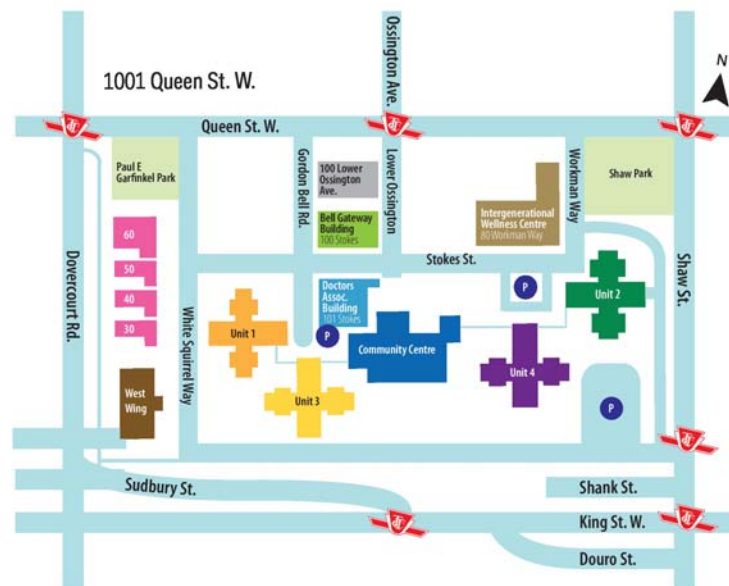 1001 Queen St. W.
Ossington Ave.
N
Queen St. W.
Paul E
Garfinkel Park
Gordon Bell Rd.
100 Lower
Ossington
Ave.
Lower Ossington
Workman Way
Shaw Park
Bell Gateway
Building
100 Stokes
Intergenerational
Wellness Centre
80 Workman Way
60
50
40
30
Dovercourt Rd.
White Squirrel Way
Stokes St.
Shaw St.
Doctors
Assoc.
Building
101 Stokes
P
P
Unit 1
Unit 2
Community Centre
Unit 3
Unit 4
West
Wing
P
Sudbury St.
Shank St.
King St. W.
Douro St.